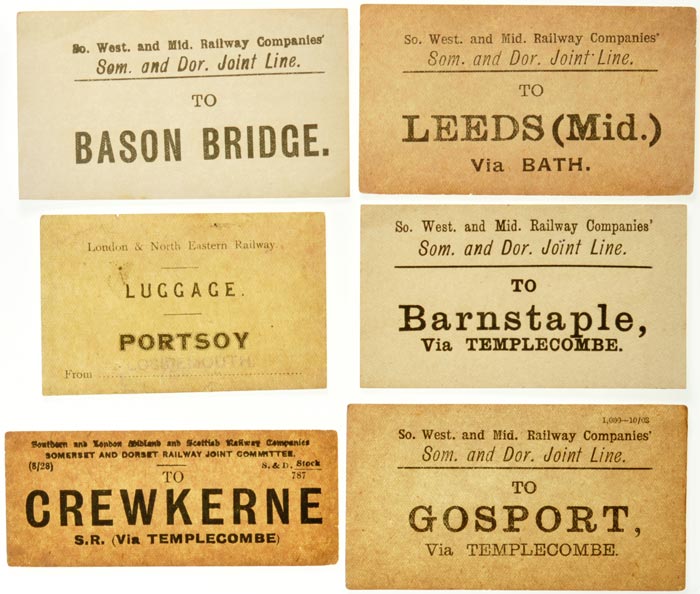 So. West. and Mid. Railway Companies'
Som. and Dor. Joint Line.
TO
BASON BRIDGE.
So. West. and Mid. Railway Companies'
Som. and Dor. Joint Line.
TO
LEEDS (Mid.)
Via BATH.
London & North Eastern Railway.
LUGGAGE.
PORTSOY
LOSSIEMOUTH.
From
So. West. and Mid. Railway Companies'
Som. and Dor. Joint Line.
TO
Barnstaple,
Via TEMPLECOMBE.
Southern and London Midland and Scottish Railway Companies
SOMERSET AND DORSET RAILWAY JOINT COMMITTEE.
(8/28)
S. & D. Stock
787
TO
CREWKERNE
S.R. (Via TEMPLECOMBE)
1,000—10/02
So. West. and Mid. Railway Companies'
Som. and Dor. Joint Line.
TO
GOSPORT,
Via TEMPLECOMBE.